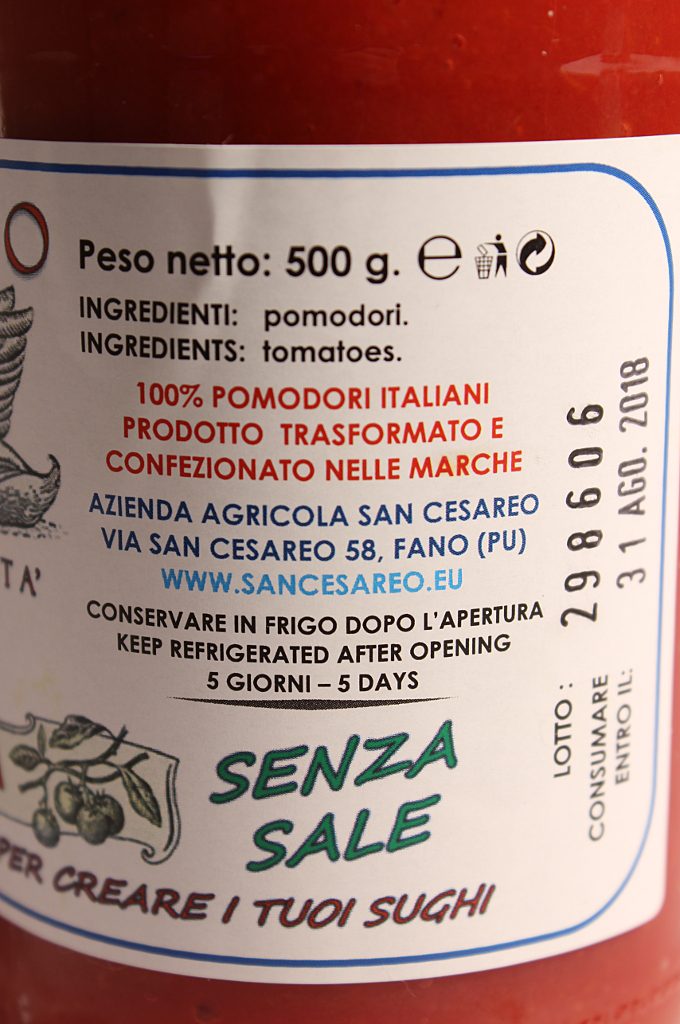 O
Peso netto: 500 g. ℮
INGREDIENTI: pomodori.
INGREDIENTS: tomatoes.
100% POMODORI ITALIANI
PRODOTTO TRASFORMATO E
CONFEZIONATO NELLE MARCHE
AZIENDA AGRICOLA SAN CESAREO
VIA SAN CESAREO 58, FANO (PU)
WWW.SANCESAREO.EU
TA'
CONSERVARE IN FRIGO DOPO L'APERTURA
KEEP REFRIGERATED AFTER OPENING
5 GIORNI – 5 DAYS
SENZA
SALE
PER CREARE I TUOI SUGHI
LOTTO : 298606
CONSUMARE
ENTRO IL: 31 AGO. 2018